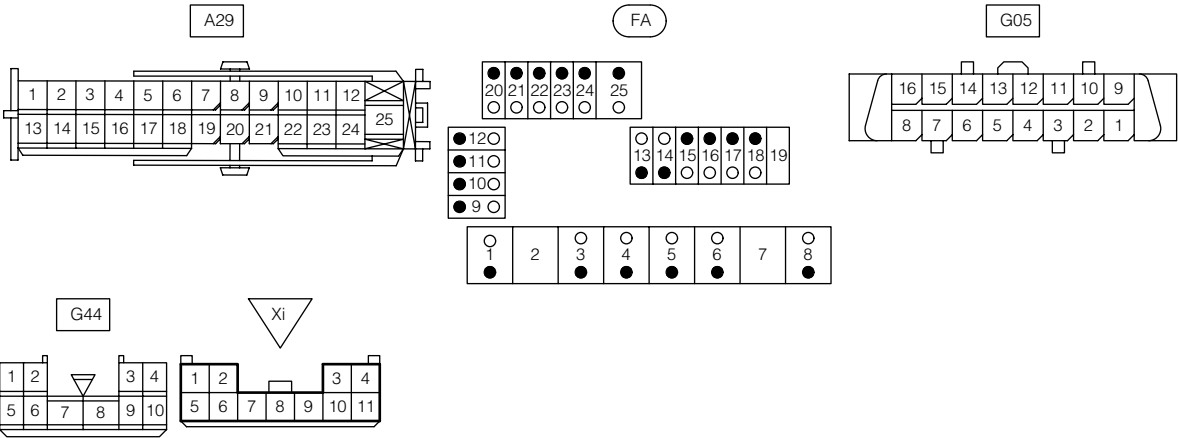 A29
FA
G05
1 2 3 4 5 6 7 8 9 10 11 12
13 14 15 16 17 18 19 20 21 22 23 24 25
20 21 22 23 24 25
12
11
10
9
13 14 15 16 17 18 19
1 2 3 4 5 6 7 8
16 15 14 13 12 11 10 9
8 7 6 5 4 3 2 1
G44
Xi
1 2 3 4
5 6 7 8 9 10
1 2 3 4
5 6 7 8 9 10 11